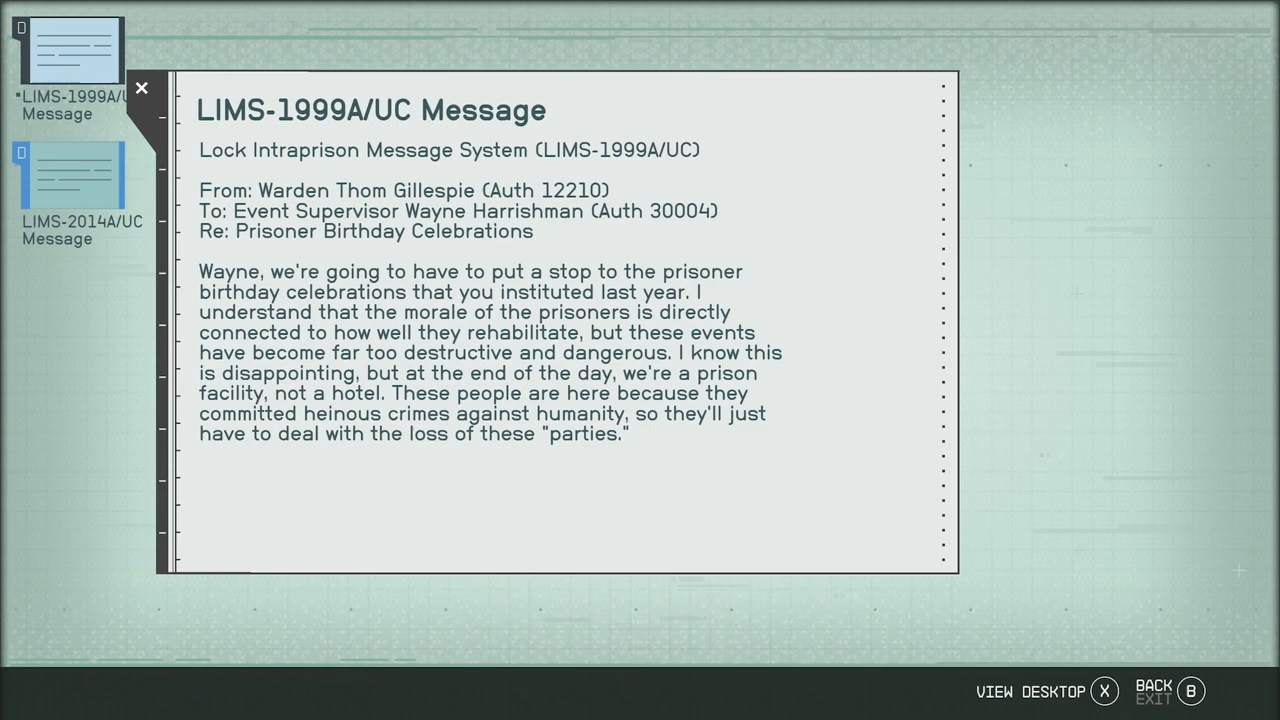 D
LIMS-1999A/U
Message
D
LIMS-2014A/UC
Message
LIMS-1999A/UC Message
Lock Intraprison Message System (LIMS-1999A/UC)
From: Warden Thom Gillespie (Auth 12210)
To: Event Supervisor Wayne Harrishman (Auth 30004)
Re: Prisoner Birthday Celebrations
Wayne, we're going to have to put a stop to the prisoner
birthday celebrations that you instituted last year. I
understand that the morale of the prisoners is directly
connected to how well they rehabilitate, but these events
have become far too destructive and dangerous. I know this
is disappointing, but at the end of the day, we're a prison
facility, not a hotel. These people are here because they
committed heinous crimes against humanity, so they'll just
have to deal with the loss of these "parties."
VIEW DESKTOP X
BACK B
EXIT